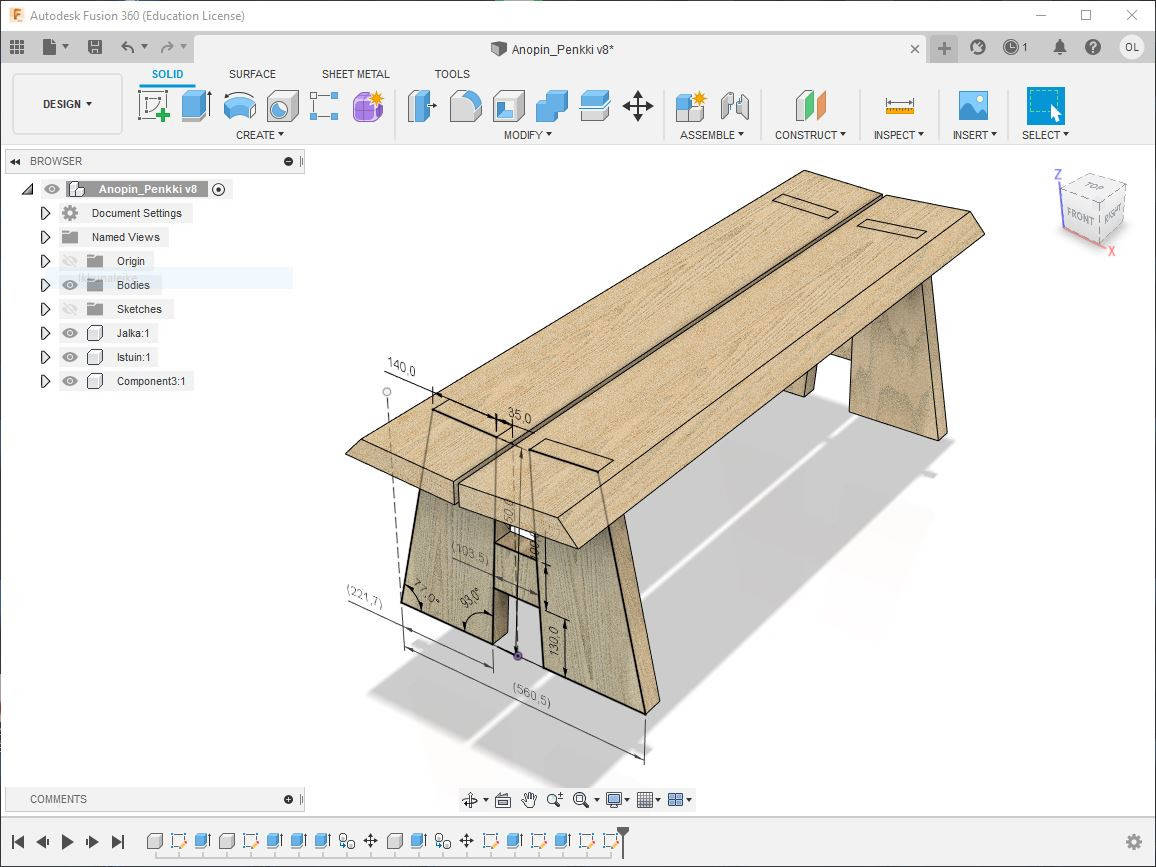 Autodesk Fusion 360 (Education License)
Anopin_Penkki v8*
1
OL
DESIGN
SOLID
SURFACE
SHEET METAL
TOOLS
CREATE
MODIFY
ASSEMBLE
CONSTRUCT
INSPECT
INSERT
SELECT
BROWSER
Anopin_Penkki v8
Document Settings
Named Views
Origin
Bodies
Sketches
Jalka:1
Istuin:1
Component3:1
Z
TOP
FRONT
RIGHT
X
140,0
35,0
(103,5)
77,0°
93,0°
(221,7)
130,0
(560,5)
COMMENTS